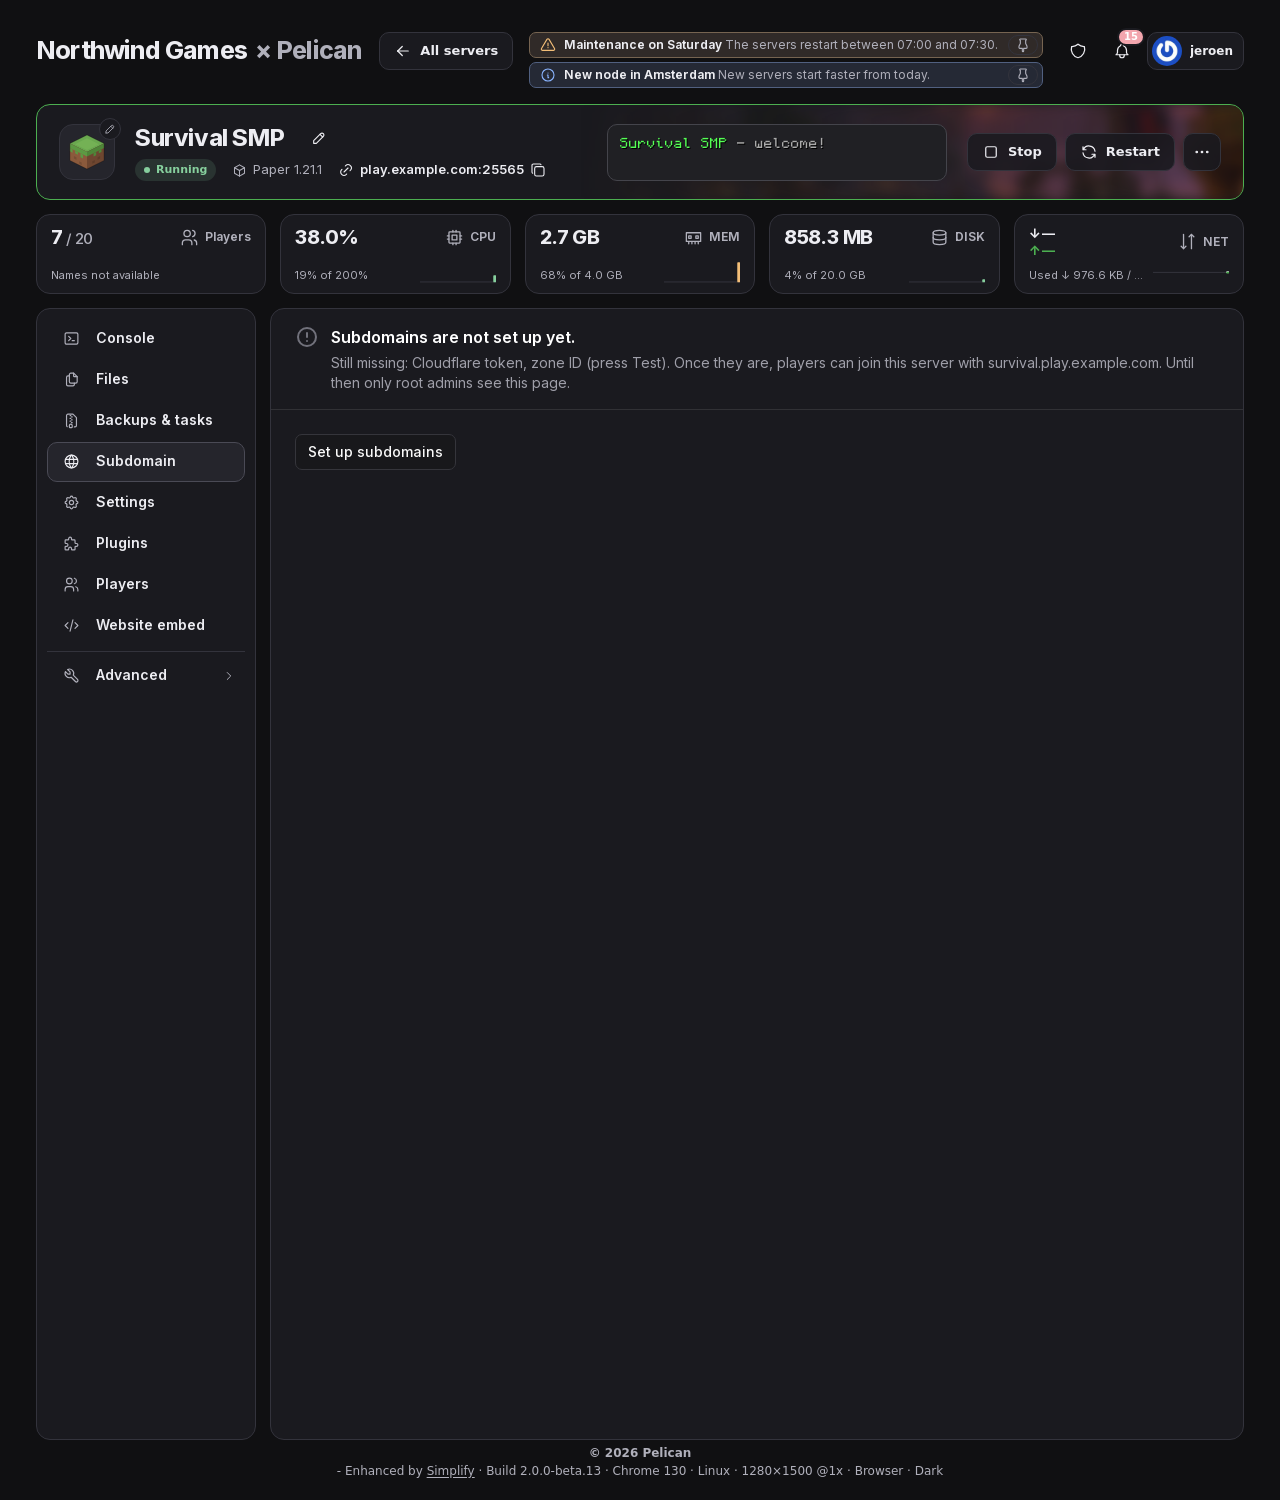 Northwind Games × Pelican
All servers
Maintenance on Saturday The servers restart between 07:00 and 07:30.
New node in Amsterdam New servers start faster from today.
15
jeroen
Survival SMP
Running
Paper 1.21.1
play.example.com:25565
Survival SMP - welcome!
Stop
Restart
7 / 20
Players
Names not available
38.0%
CPU
19% of 200%
2.7 GB
MEM
68% of 4.0 GB
858.3 MB
DISK
4% of 20.0 GB
↓—
↑—
NET
Used ↓ 976.6 KB / ...
Console
Files
Backups & tasks
Subdomain
Settings
Plugins
Players
Website embed
Advanced
Subdomains are not set up yet.
Still missing: Cloudflare token, zone ID (press Test). Once they are, players can join this server with survival.play.example.com. Until
then only root admins see this page.
Set up subdomains
© 2026 Pelican
- Enhanced by Simplify · Build 2.0.0-beta.13 · Chrome 130 · Linux · 1280×1500 @1x · Browser · Dark